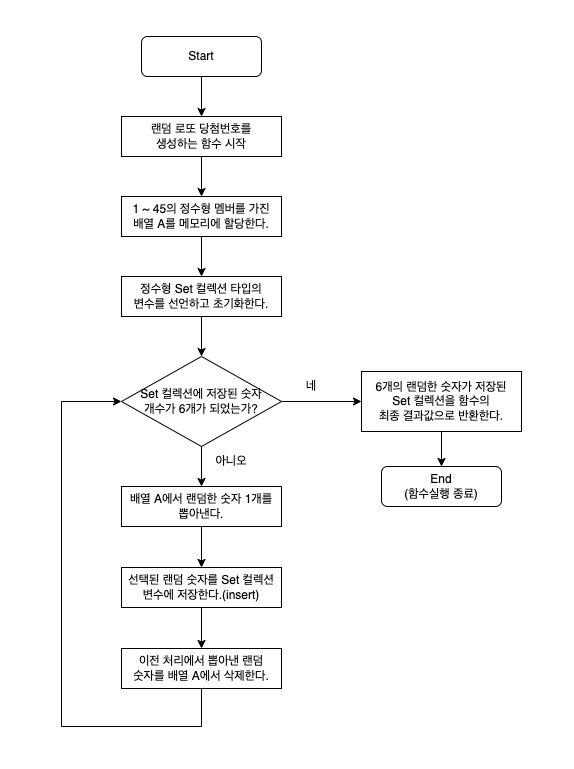 Start
랜덤 로또 당첨번호를
생성하는 함수 시작
1 ~ 45의 정수형 멤버를 가진
배열 A를 메모리에 할당한다.
정수형 Set 컬렉션 타입의
변수를 선언하고 초기화한다.
Set 컬렉션에 저장된 숫자
개수가 6개가 되었는가?
네
6개의 랜덤한 숫자가 저장된
Set 컬렉션을 함수의
최종 결과값으로 반환한다.
End
(함수실행 종료)
아니오
배열 A에서 랜덤한 숫자 1개를
뽑아낸다.
선택된 랜덤 숫자를 Set 컬렉션
변수에 저장한다.(insert)
이전 처리에서 뽑아낸 랜덤
숫자를 배열 A에서 삭제한다.